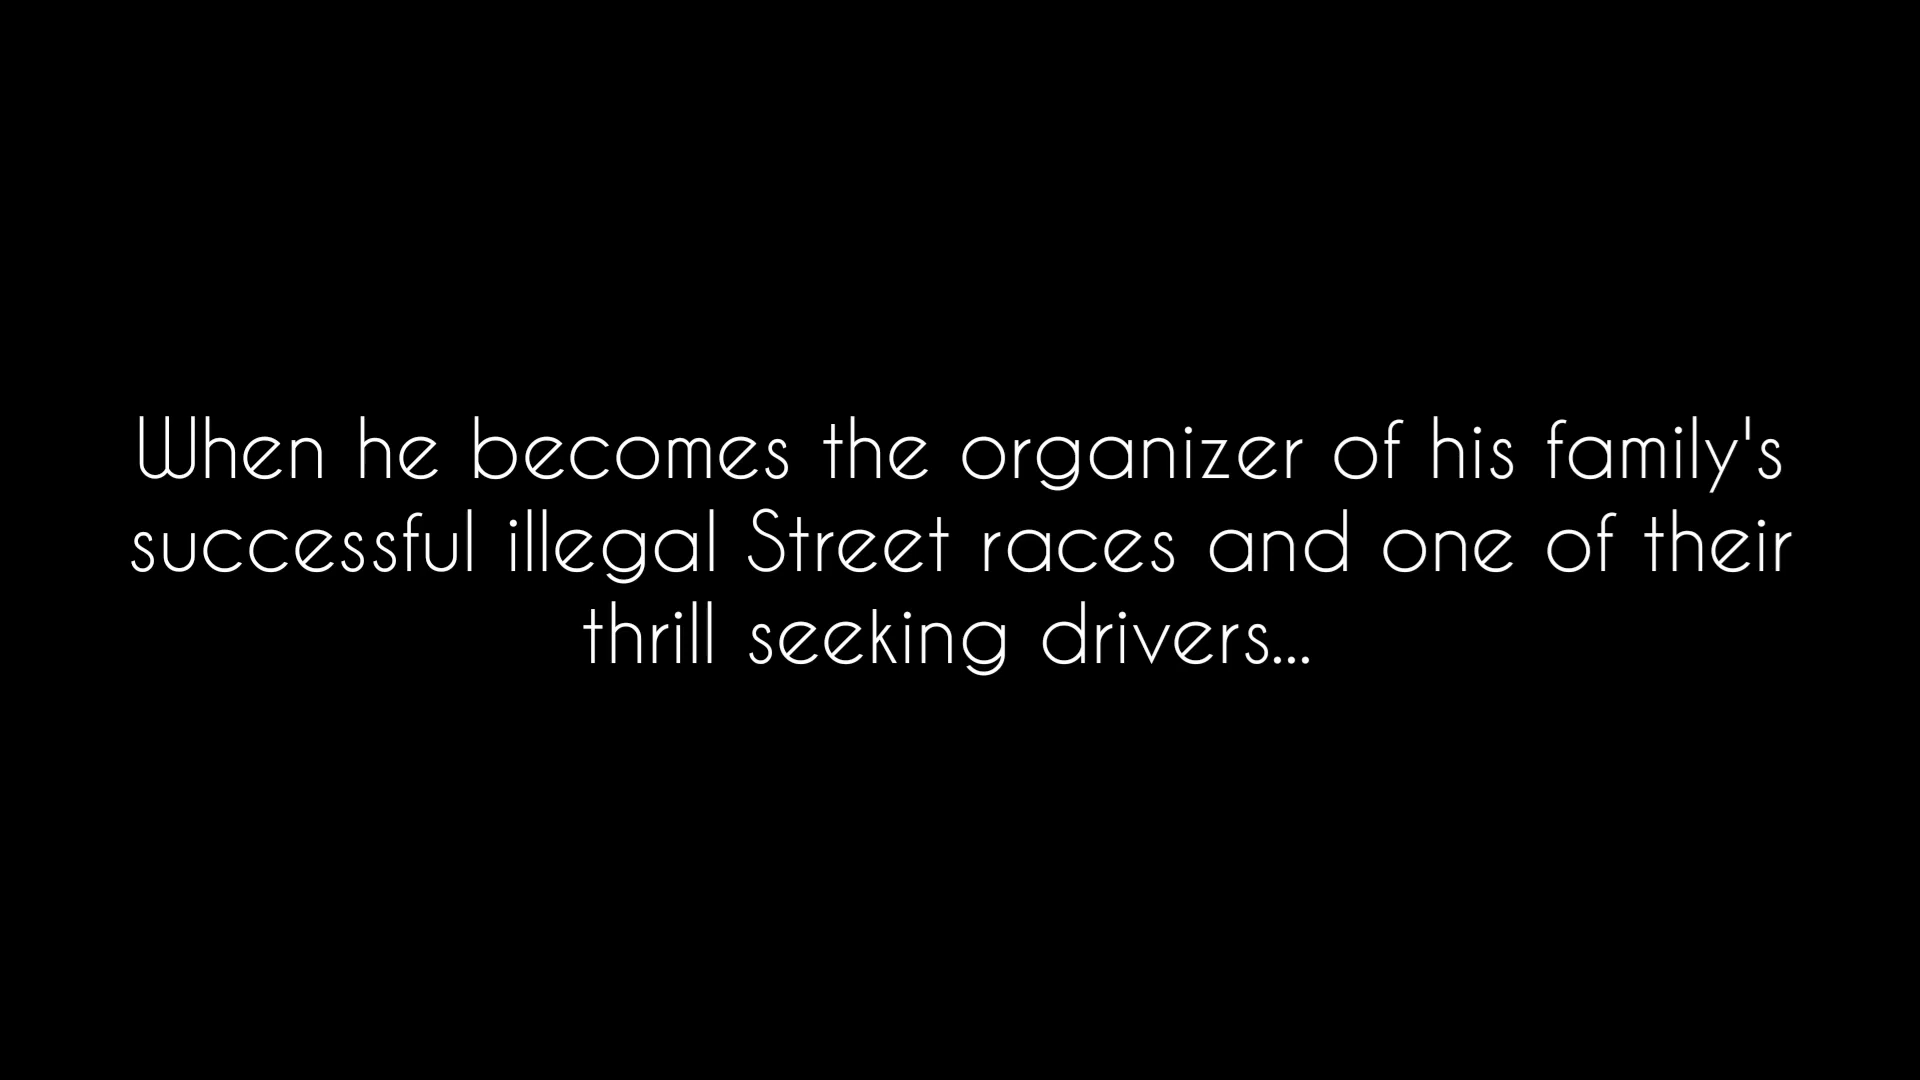 When he becomes the organizer of his family's
successful illegal Street races and one of their
thrill seeking drivers...